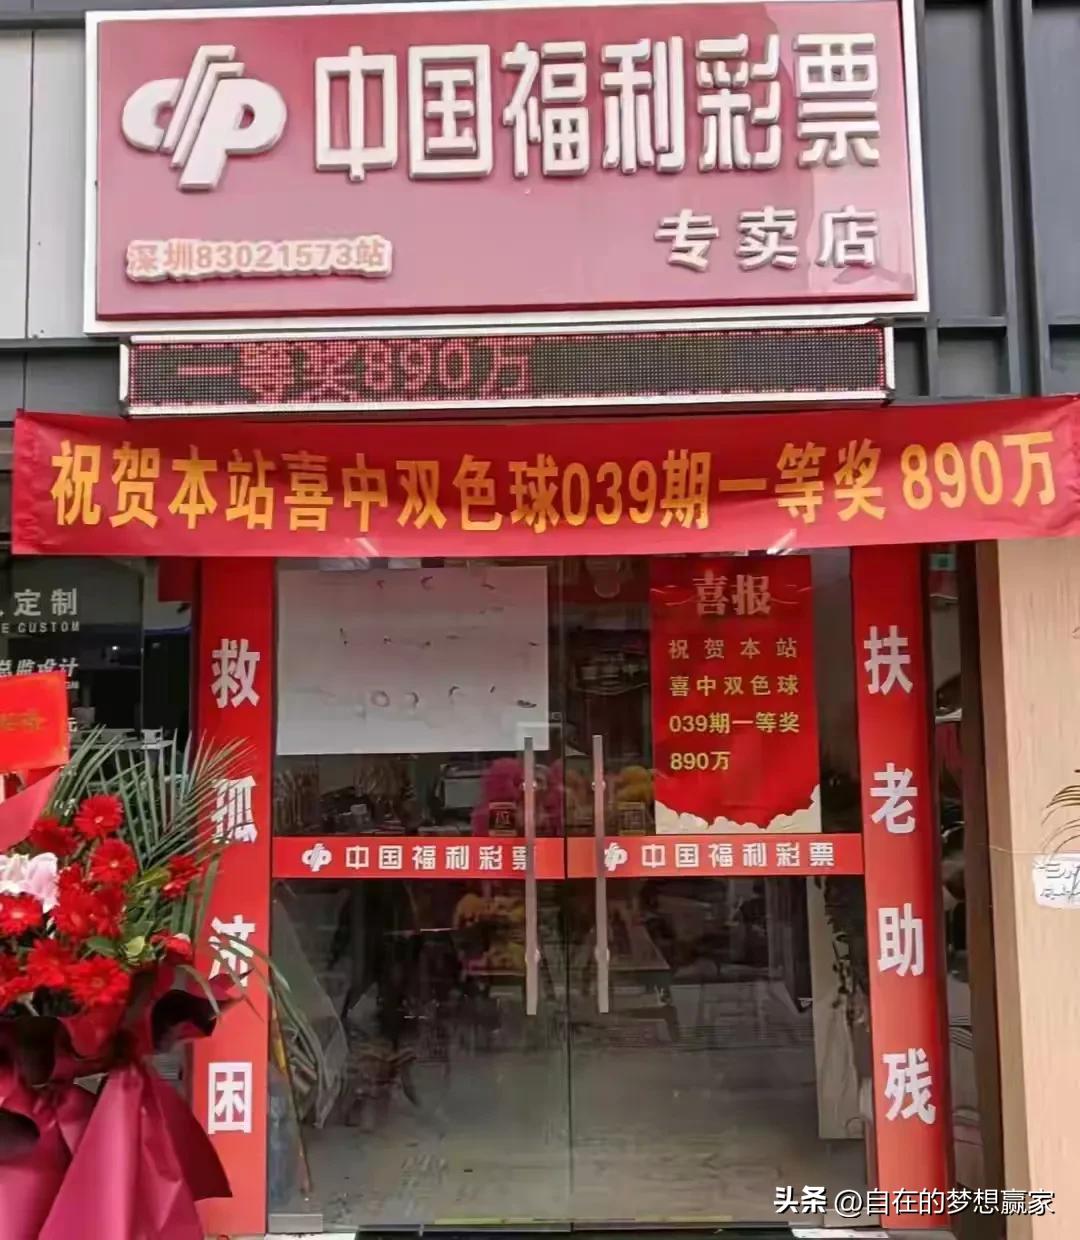 中国福利彩票
专卖店
深圳83021573站
一等奖890万
祝贺本站喜中双色球039期一等奖890万
定制
E CUSTOM
总监设计
元
救孤济困
喜报
祝贺本站
喜中双色球
039期一等奖
890万
扶老助残
中国福利彩票
中国福利彩票
头条 @自在的梦想赢家